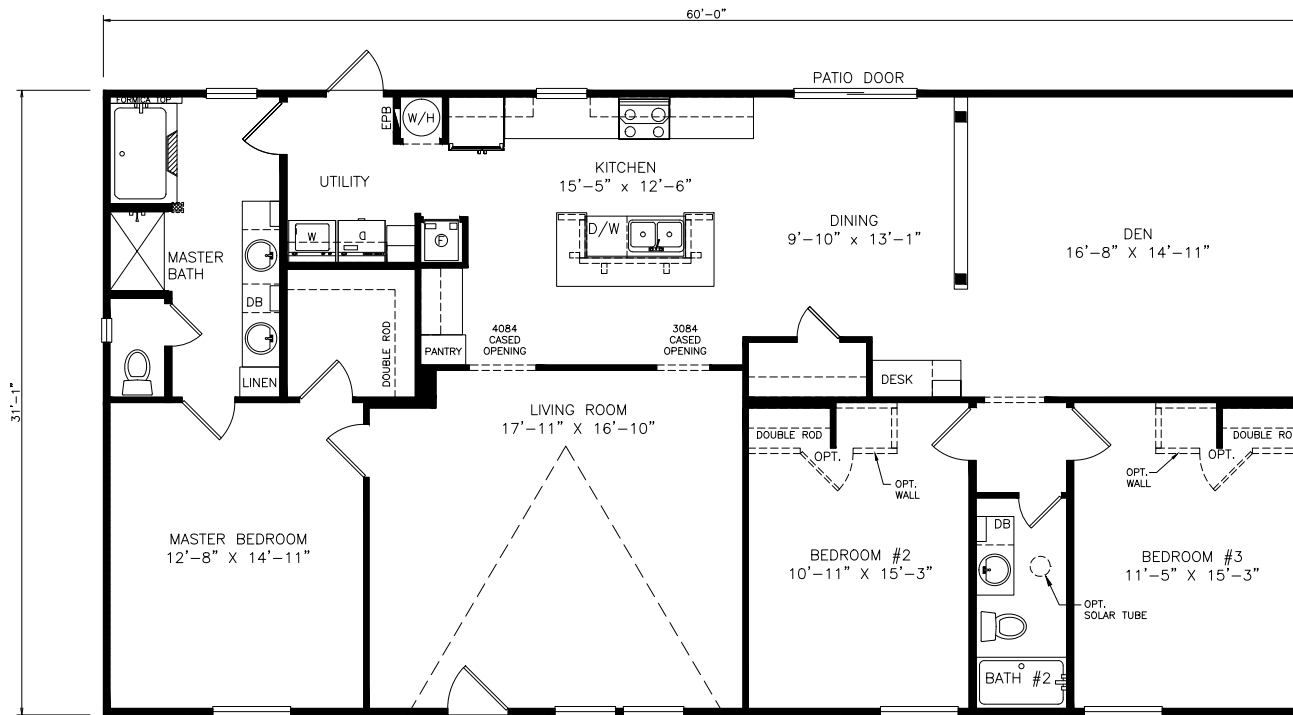 60'-0"
PATIO DOOR
FORMICA TOP
EPB
W/H
KITCHEN
15'-5" x 12'-6"
UTILITY
D/W
DINING
9'-10" x 13'-1"
DEN
16'-8" X 14'-11"
W
D
F
MASTER
BATH
DB
DOUBLE ROD
4084
CASED
OPENING
3084
CASED
OPENING
PANTRY
LINEN
DESK
31'-1"
LIVING ROOM
17'-11" X 16'-10"
DOUBLE ROD
OPT.
OPT.
WALL
DOUBLE RO
OPT.
OPT.
WALL
MASTER BEDROOM
12'-8" X 14'-11"
DB
BEDROOM #2
10'-11" X 15'-3"
BEDROOM #3
11'-5" X 15'-3"
OPT.
SOLAR TUBE
BATH #2